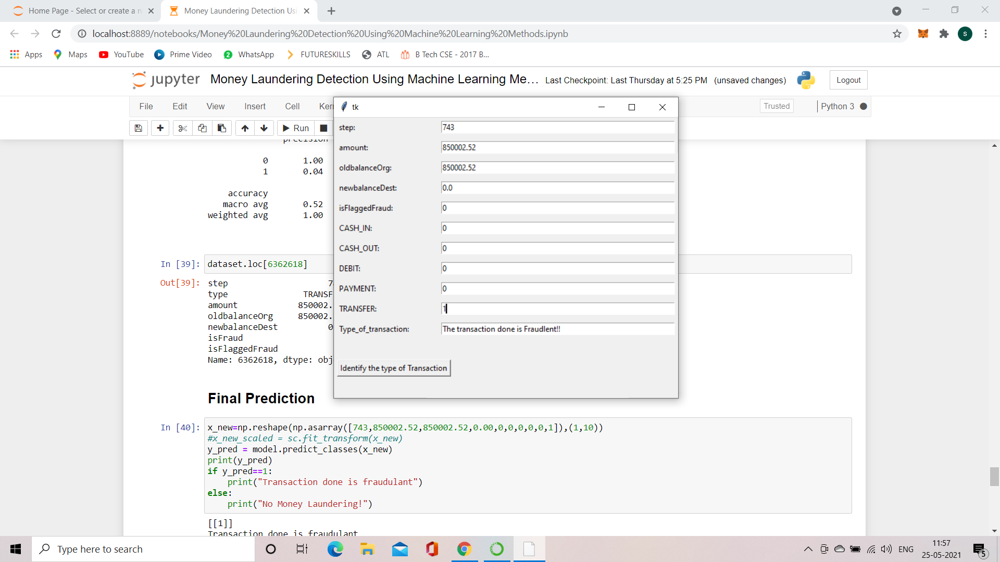 Home Page - Select or create a n
Money Laundering Detection Usi
localhost:8889/notebooks/Money%20Laundering%20Detection%20Using%20Machine%20Learning%20Methods.ipynb
S
Apps Maps YouTube Prime Video WhatsApp FUTURESKILLS ATL B Tech CSE - 2017 B...
jupyter Money Laundering Detection Using Machine Learning Me... Last Checkpoint: Last Thursday at 5:25 PM (unsaved changes) Logout
File Edit View Insert Cell Ker Trusted Python 3
Run
tk
step: 743
amount: 850002.52
oldbalanceOrg: 850002.52
newbalanceDest: 0.0
isFlaggedFraud: 0
CASH_IN: 0
CASH_OUT: 0
DEBIT: 0
PAYMENT: 0
TRANSFER: 1
Type_of_transaction: The transaction done is Fraudlent!!
Identify the type of Transaction
precision
0 1.00
1 0.04
accuracy
macro avg 0.52
weighted avg 1.00
In [39]: dataset.loc[6362618]
Out[39]: step 7
type TRANSF
amount 850002.
oldbalanceOrg 850002.
newbalanceDest 0
isFraud
isFlaggedFraud
Name: 6362618, dtype: obj
Final Prediction
In [40]: x_new=np.reshape(np.asarray([743,850002.52,850002.52,0.00,0,0,0,0,0,1]),(1,10))
#x_new_scaled = sc.fit_transform(x_new)
y_pred = model.predict_classes(x_new)
print(y_pred)
if y_pred==1:
print("Transaction done is fraudulant")
else:
print("No Money Laundering!")
[[1]]
Transaction done is fraudulant
Type here to search
ENG
11:57
25-05-2021
5